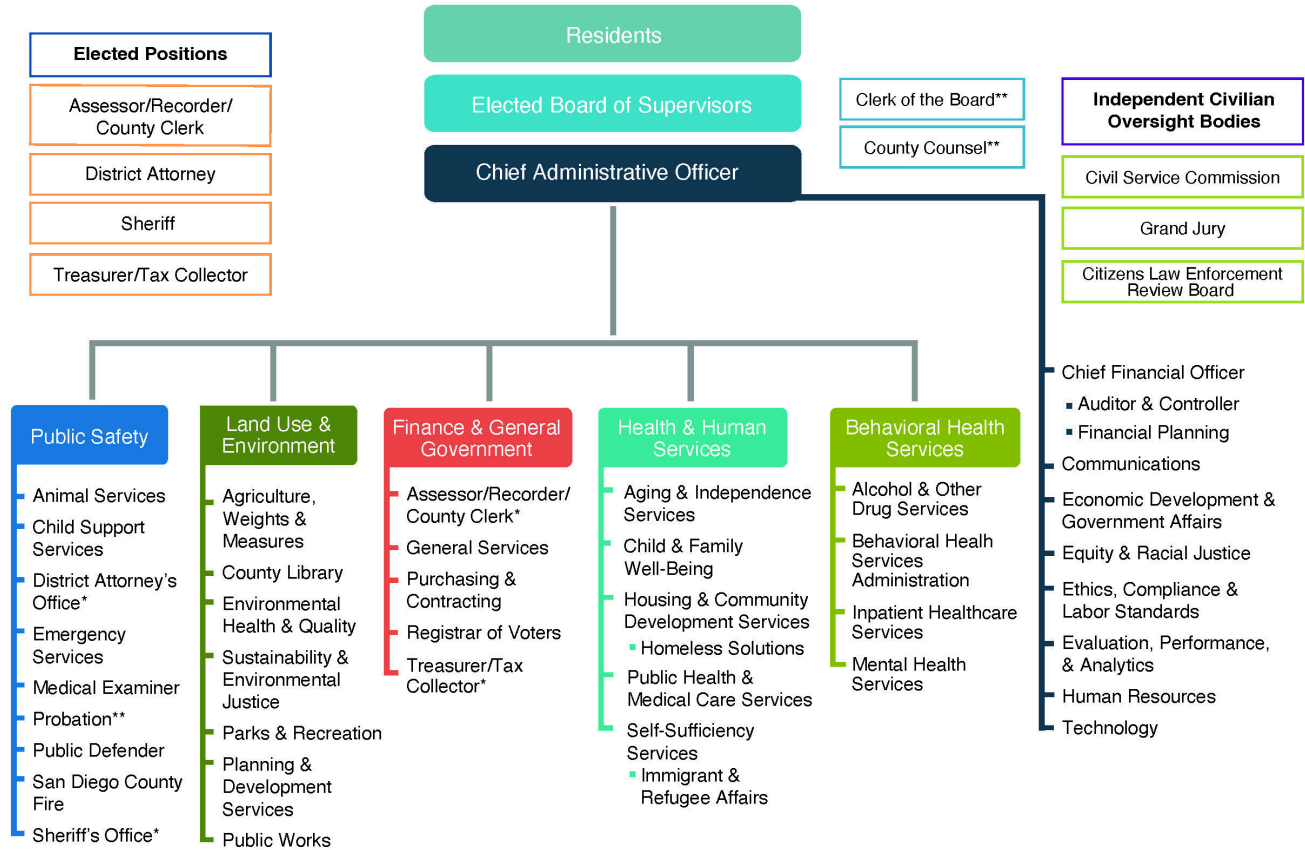 Residents
Elected Board of Supervisors
Chief Administrative Officer
Elected Positions
Assessor/Recorder/
County Clerk
District Attorney
Sheriff
Treasurer/Tax Collector
Clerk of the Board**
County Counsel**
Independent Civilian
Oversight Bodies
Civil Service Commission
Grand Jury
Citizens Law Enforcement
Review Board
Public Safety
Animal Services
Child Support
Services
District Attorney's
Office*
Emergency
Services
Medical Examiner
Probation**
Public Defender
San Diego County
Fire
Sheriff's Office*
Land Use &
Environment
Agriculture,
Weights &
Measures
County Library
Environmental
Health & Quality
Sustainability &
Environmental
Justice
Parks & Recreation
Planning &
Development
Services
Public Works
Finance & General
Government
Assessor/Recorder/
County Clerk*
General Services
Purchasing &
Contracting
Registrar of Voters
Treasurer/Tax
Collector*
Health & Human
Services
Aging & Independence
Services
Child & Family
Well-Being
Housing & Community
Development Services
▪ Homeless Solutions
Public Health &
Medical Care Services
Self-Sufficiency
Services
▪ Immigrant &
Refugee Affairs
Behavioral Health
Services
Alcohol & Other
Drug Services
Behavioral Healh
Services
Administration
Inpatient Healthcare
Services
Mental Health
Services
Chief Financial Officer
▪ Auditor & Controller
▪ Financial Planning
Communications
Economic Development &
Government Affairs
Equity & Racial Justice
Ethics, Compliance &
Labor Standards
Evaluation, Performance,
& Analytics
Human Resources
Technology